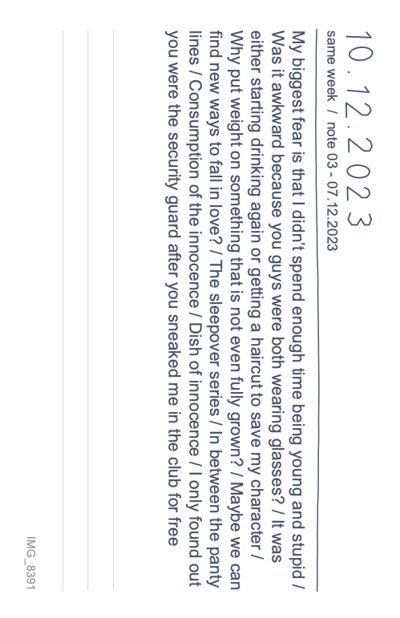 10.12.2023
same week / note 03 - 07.12.2023
My biggest fear is that I didn't spend enough time being young and stupid /
Was it awkward because you guys were both wearing glasses? / It was
either starting drinking again or getting a haircut to save my character /
Why put weight on something that is not even fully grown? / Maybe we can
find new ways to fall in love? / The sleepover series / In between the panty
lines / Consumption of the innocence / Dish of innocence / I only found out
you were the security guard after you sneaked me in the club for free
IMG_8391